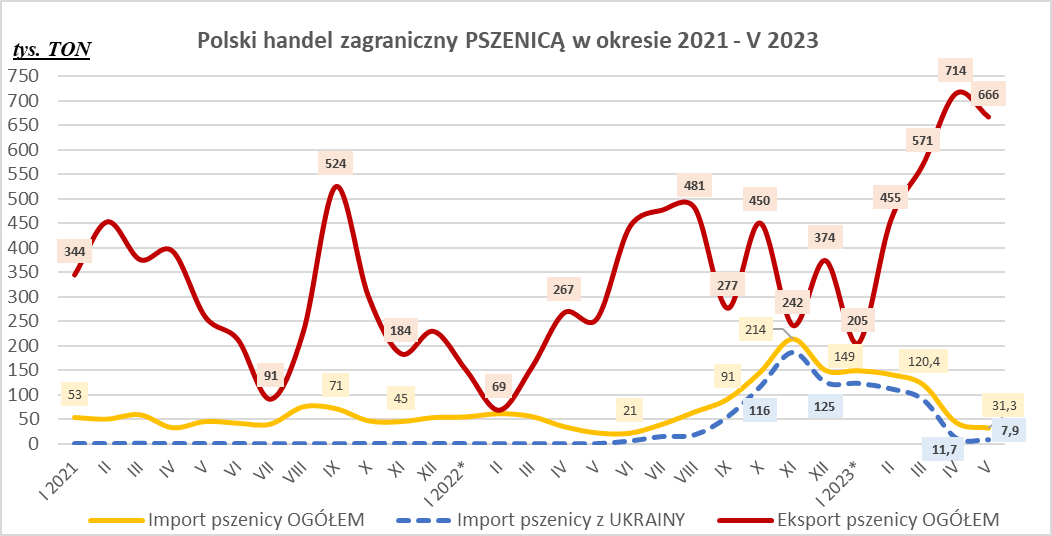 Polski handel zagraniczny PSZENICĄ w okresie 2021 - V 2023
tys. TON
750
700
650
600
550
500
450
400
350
300
250
200
150
100
50
0
344
91
524
184
69
267
481
277
450
242
374
205
455
571
714
666
53
71
45
21
91
214
149
120,4
31,3
116
125
11,7
7,9
I 2021
II
III
IV
V
VI
VII
VIII
IX
X
XI
XII
I 2022*
II
III
IV
V
VI
VII
VIII
IX
X
XI
XII
I 2023*
II
III
IV
V
Import pszenicy OGÓŁEM
Import pszenicy z UKRAINY
Eksport pszenicy OGÓŁEM